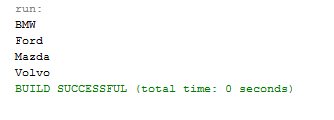 run:
BMW
Ford
Mazda
Volvo
BUILD SUCCESSFUL (total time: 0 seconds)